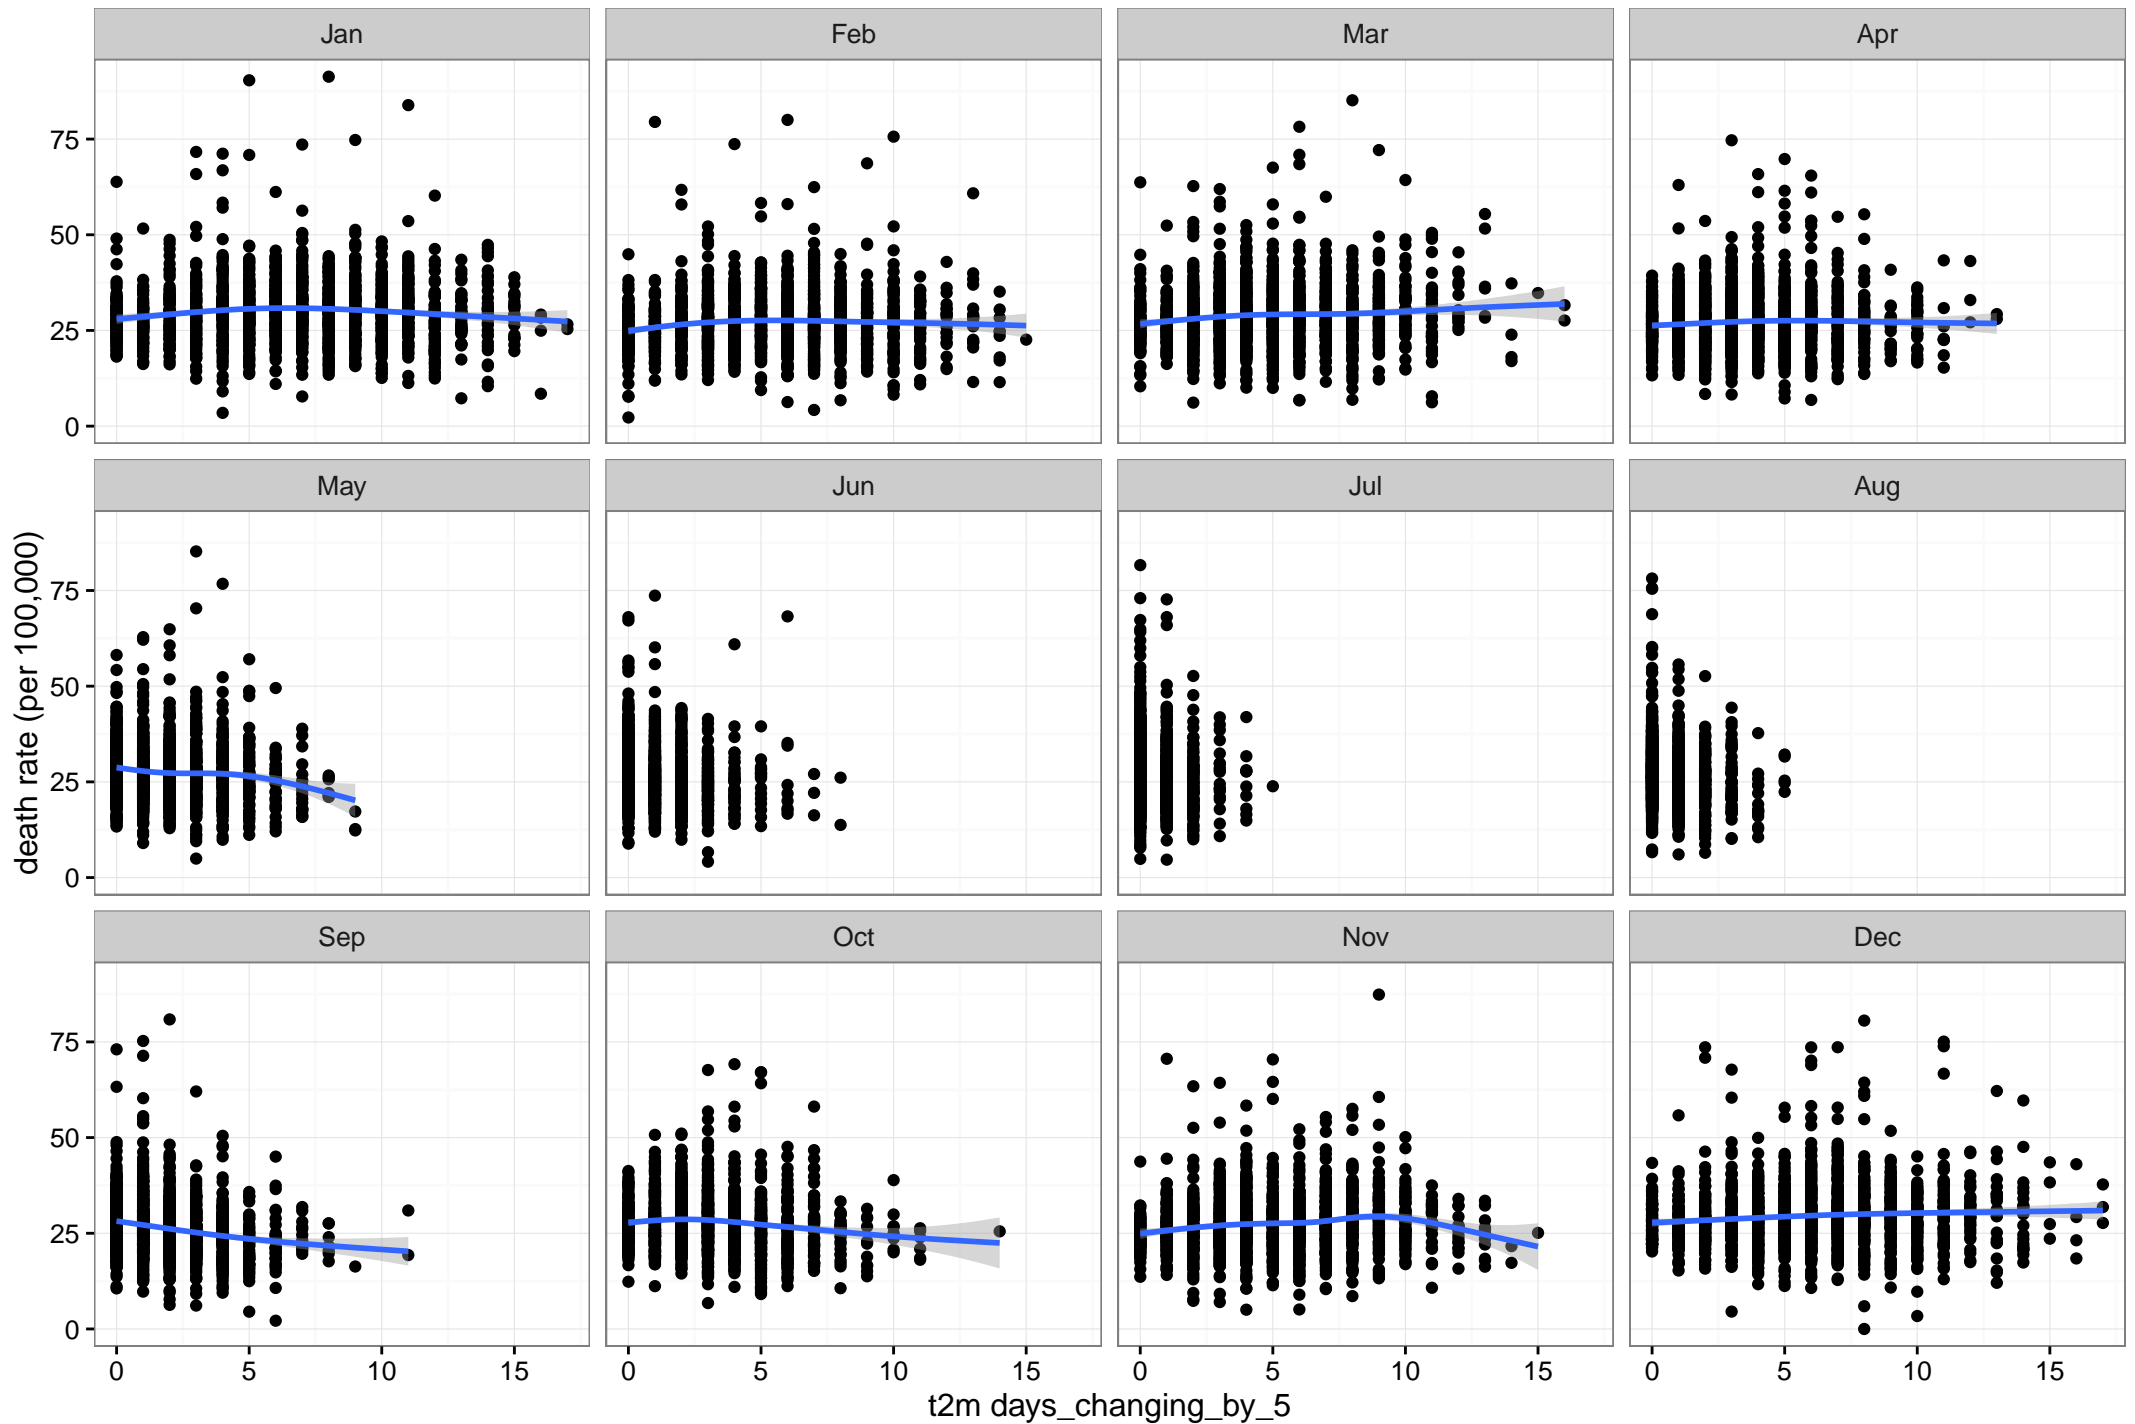 Jan Feb Mar Apr
75
50
25
0
May Jun Jul Aug
death rate (per 100,000)
75
50
25
0
Sep Oct Nov Dec
75
50
25
0
0 5 10 15 0 5 10 15 0 5 10 15 0 5 10 15
t2m days_changing_by_5